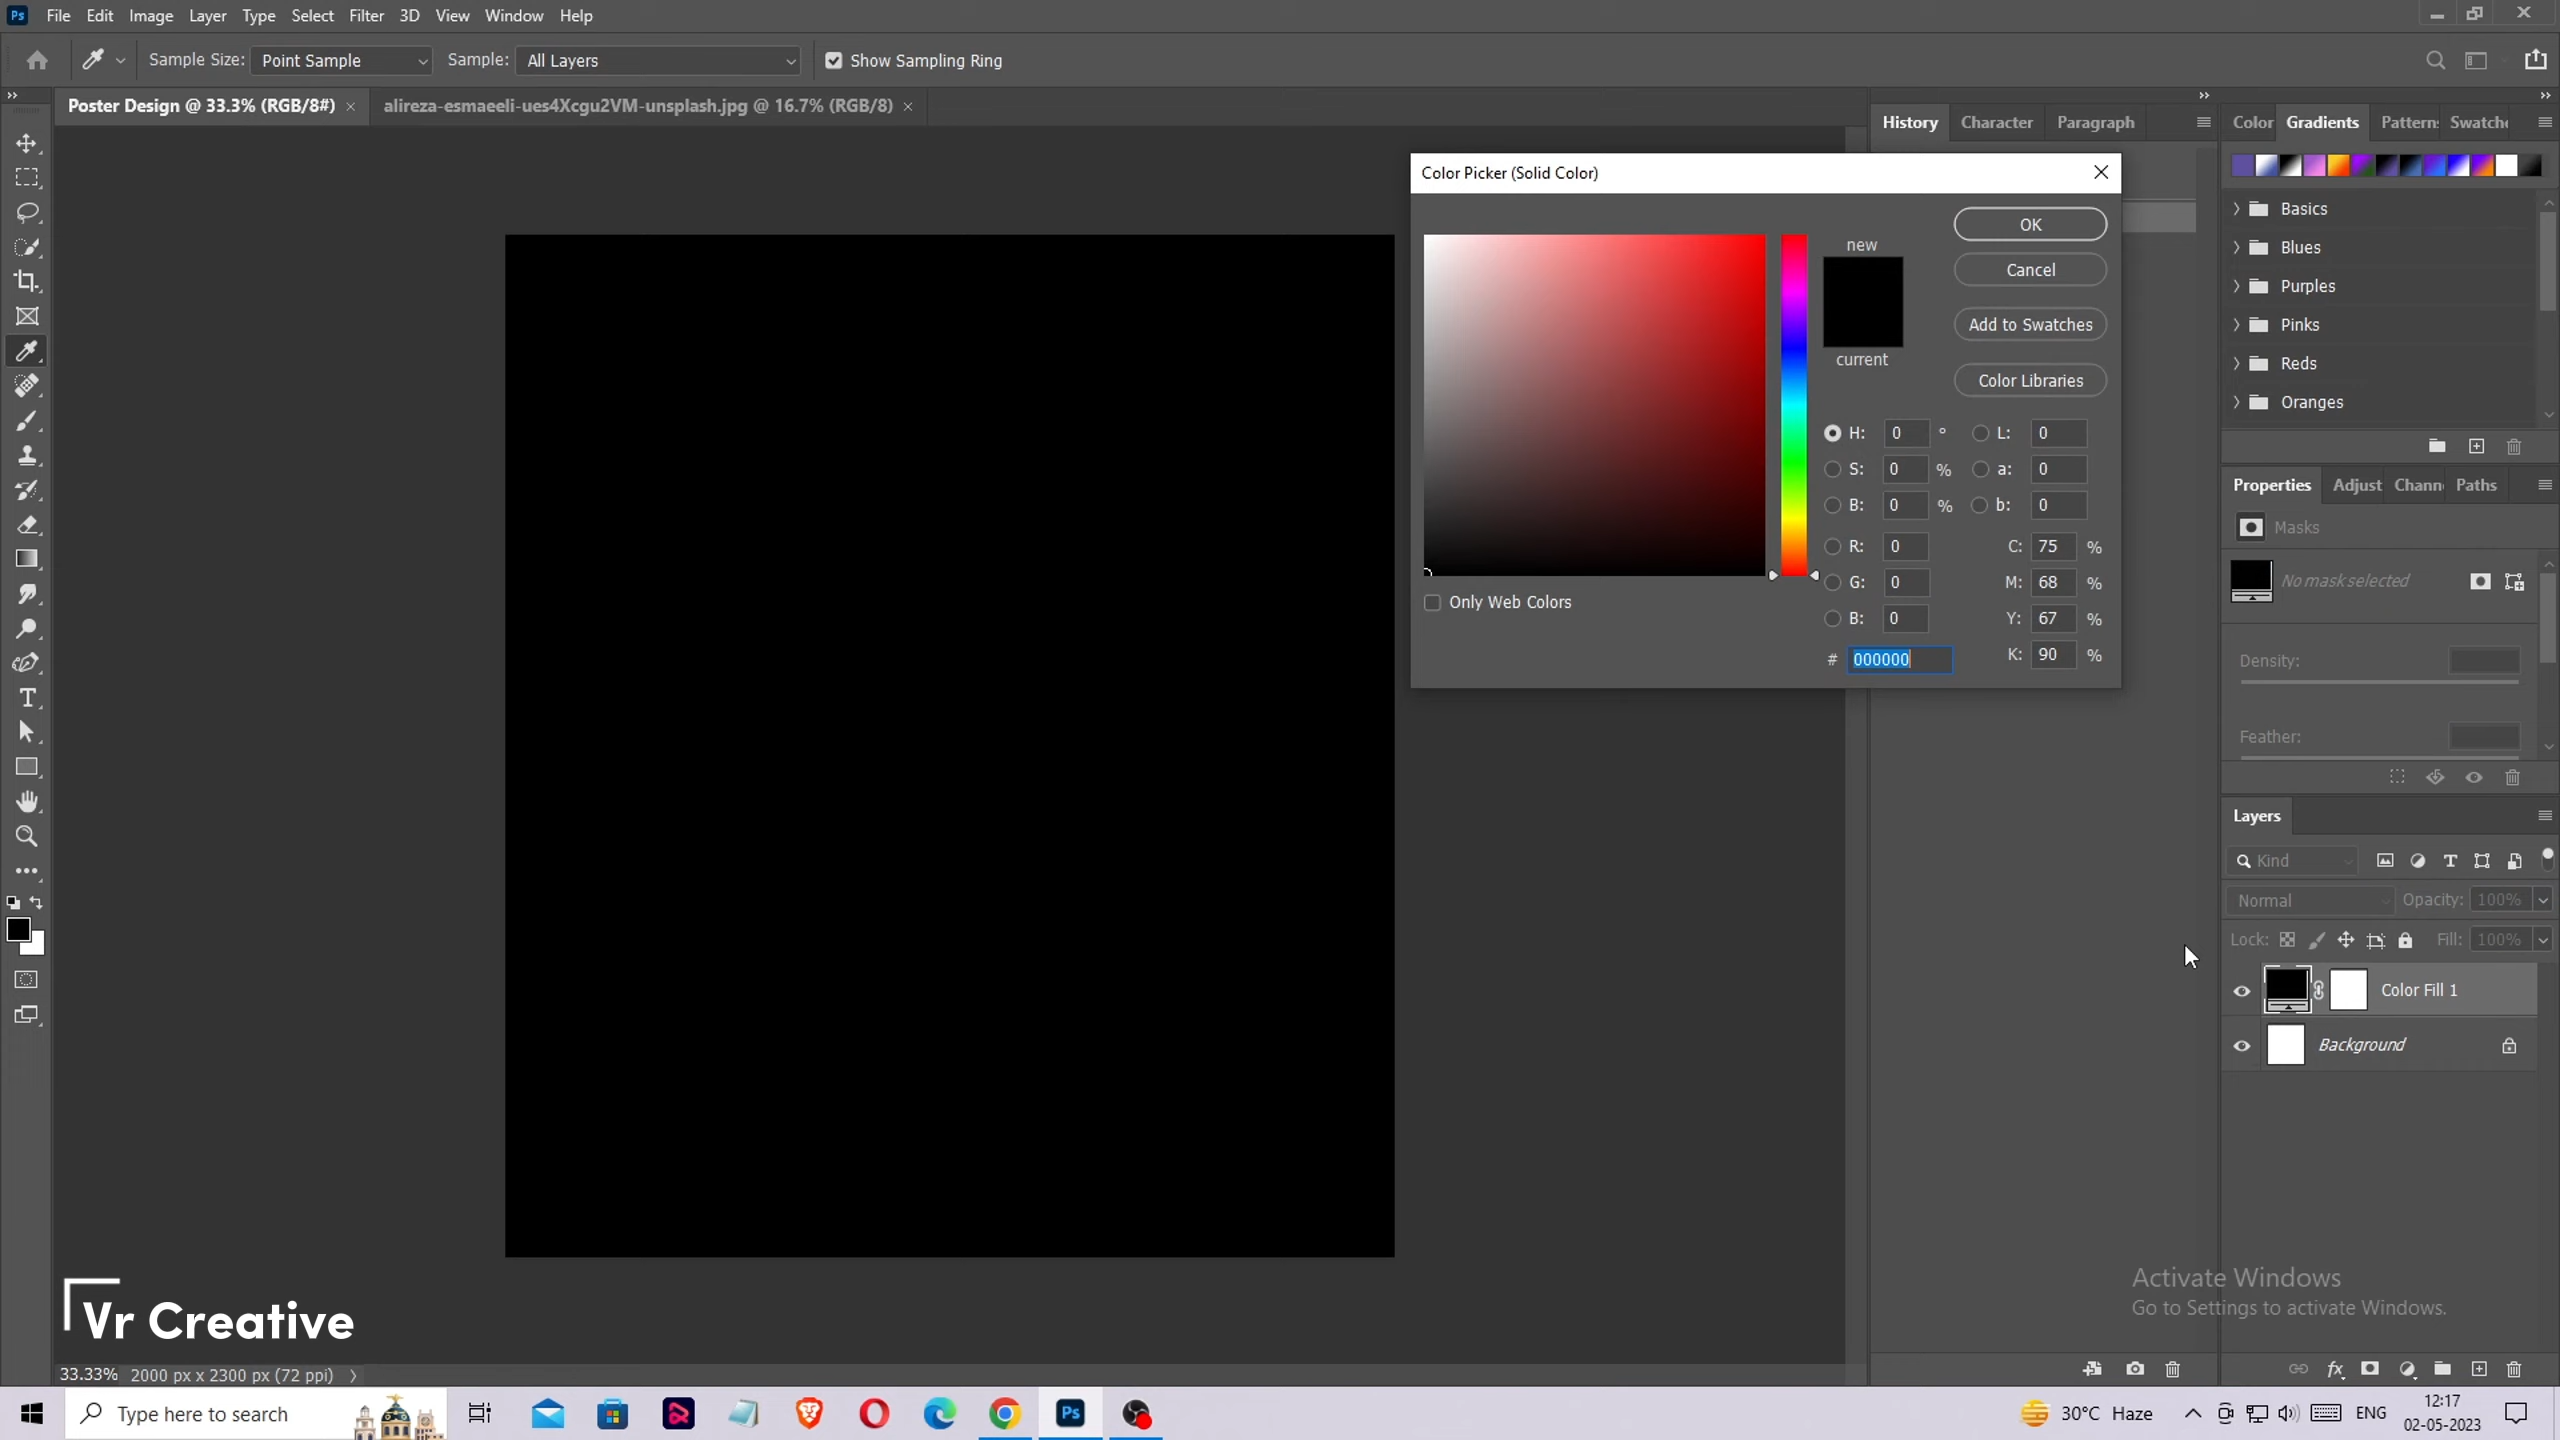 Ps File Edit Image Layer Type Select Filter 3D View Window Help
Sample Size: Point Sample Sample: All Layers Show Sampling Ring
Poster Design @ 33.3% (RGB/8#) × alireza-esmaeeli-ues4Xcgu2VM-unsplash.jpg @ 16.7% (RGB/8) ×
History Character Paragraph
Color Gradients Pattern Swatch
Color Picker (Solid Color)
new
current
OK
Cancel
Add to Swatches
Color Libraries
H: 0 ° L: 0
S: 0 % a: 0
B: 0 % b: 0
R: 0 C: 75 %
G: 0 M: 68 %
B: 0 Y: 67 %
# 000000 K: 90 %
Only Web Colors
Basics
Blues
Purples
Pinks
Reds
Oranges
Properties Adjust Chann Paths
Masks
No mask selected
Density:
Feather:
Layers
Kind
Normal Opacity: 100%
Lock: Fill: 100%
Color Fill 1
Background
Activate Windows
Go to Settings to activate Windows.
Vr Creative
33.33% 2000 px x 2300 px (72 ppi)
Type here to search
Ps
30°C Haze
ENG
12:17
02-05-2023